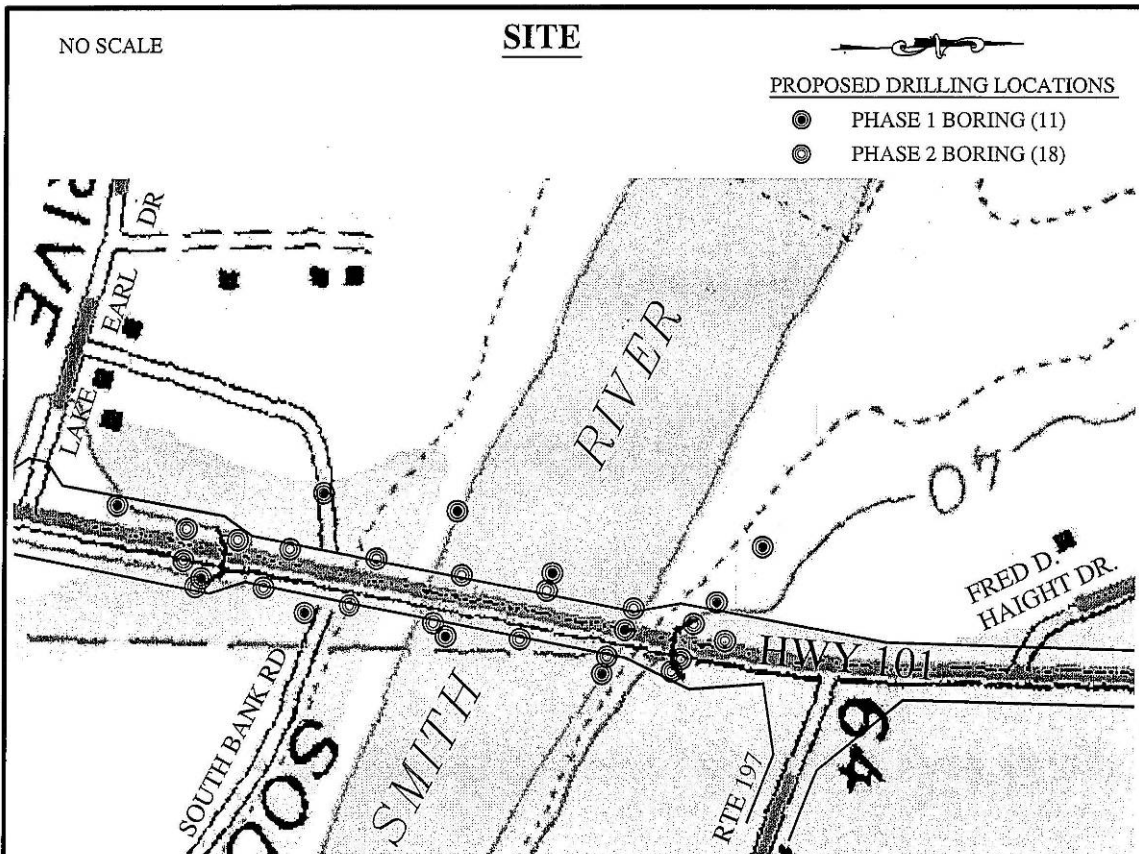 NO SCALE
SITE
PROPOSED DRILLING LOCATIONS
PHASE 1 BORING (11)
PHASE 2 BORING (18)
LAKE EARL DR
RIVER
40
FRED D.
HAIGHT DR.
HWY 101
SOUTH BANK RD
SMITH
RTE 197
64